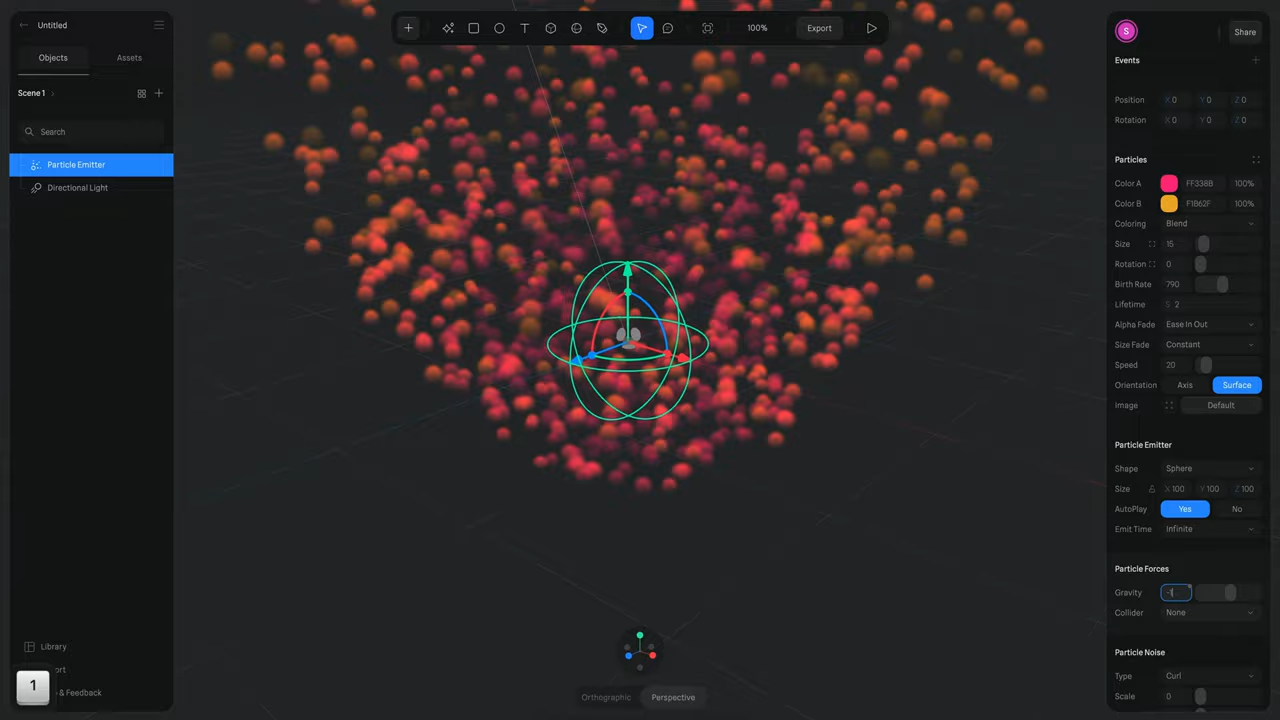 Untitled
Objects
Assets
Scene 1
Search
Particle Emitter
Directional Light
Library
ort
& Feedback
1
T
100%
Export
Orthographic
Perspective
S
Share
Events
Position X 0 Y 0 Z 0
Rotation X 0 Y 0 Z 0
Particles
Color A FF338B 100%
Color B F1B62F 100%
Coloring Blend
Size 15
Rotation 0
Birth Rate 790
Lifetime S 2
Alpha Fade Ease In Out
Size Fade Constant
Speed 20
Orientation Axis Surface
Image Default
Particle Emitter
Shape Sphere
Size X 100 Y 100 Z 100
AutoPlay Yes No
Emit Time Infinite
Particle Forces
Gravity -1
Collider None
Particle Noise
Type Curl
Scale 0